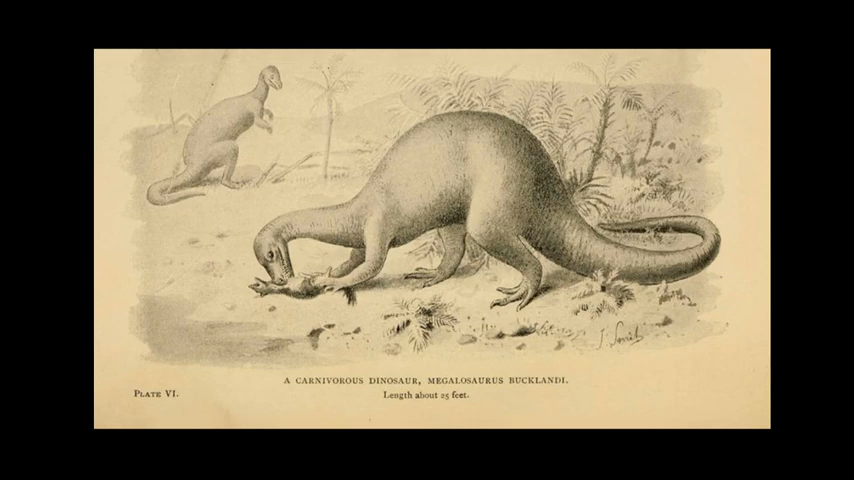 A CARNIVOROUS DINOSAUR, MEGALOSAURUS BUCKLANDI.
Length about 25 feet.
PLATE VI.